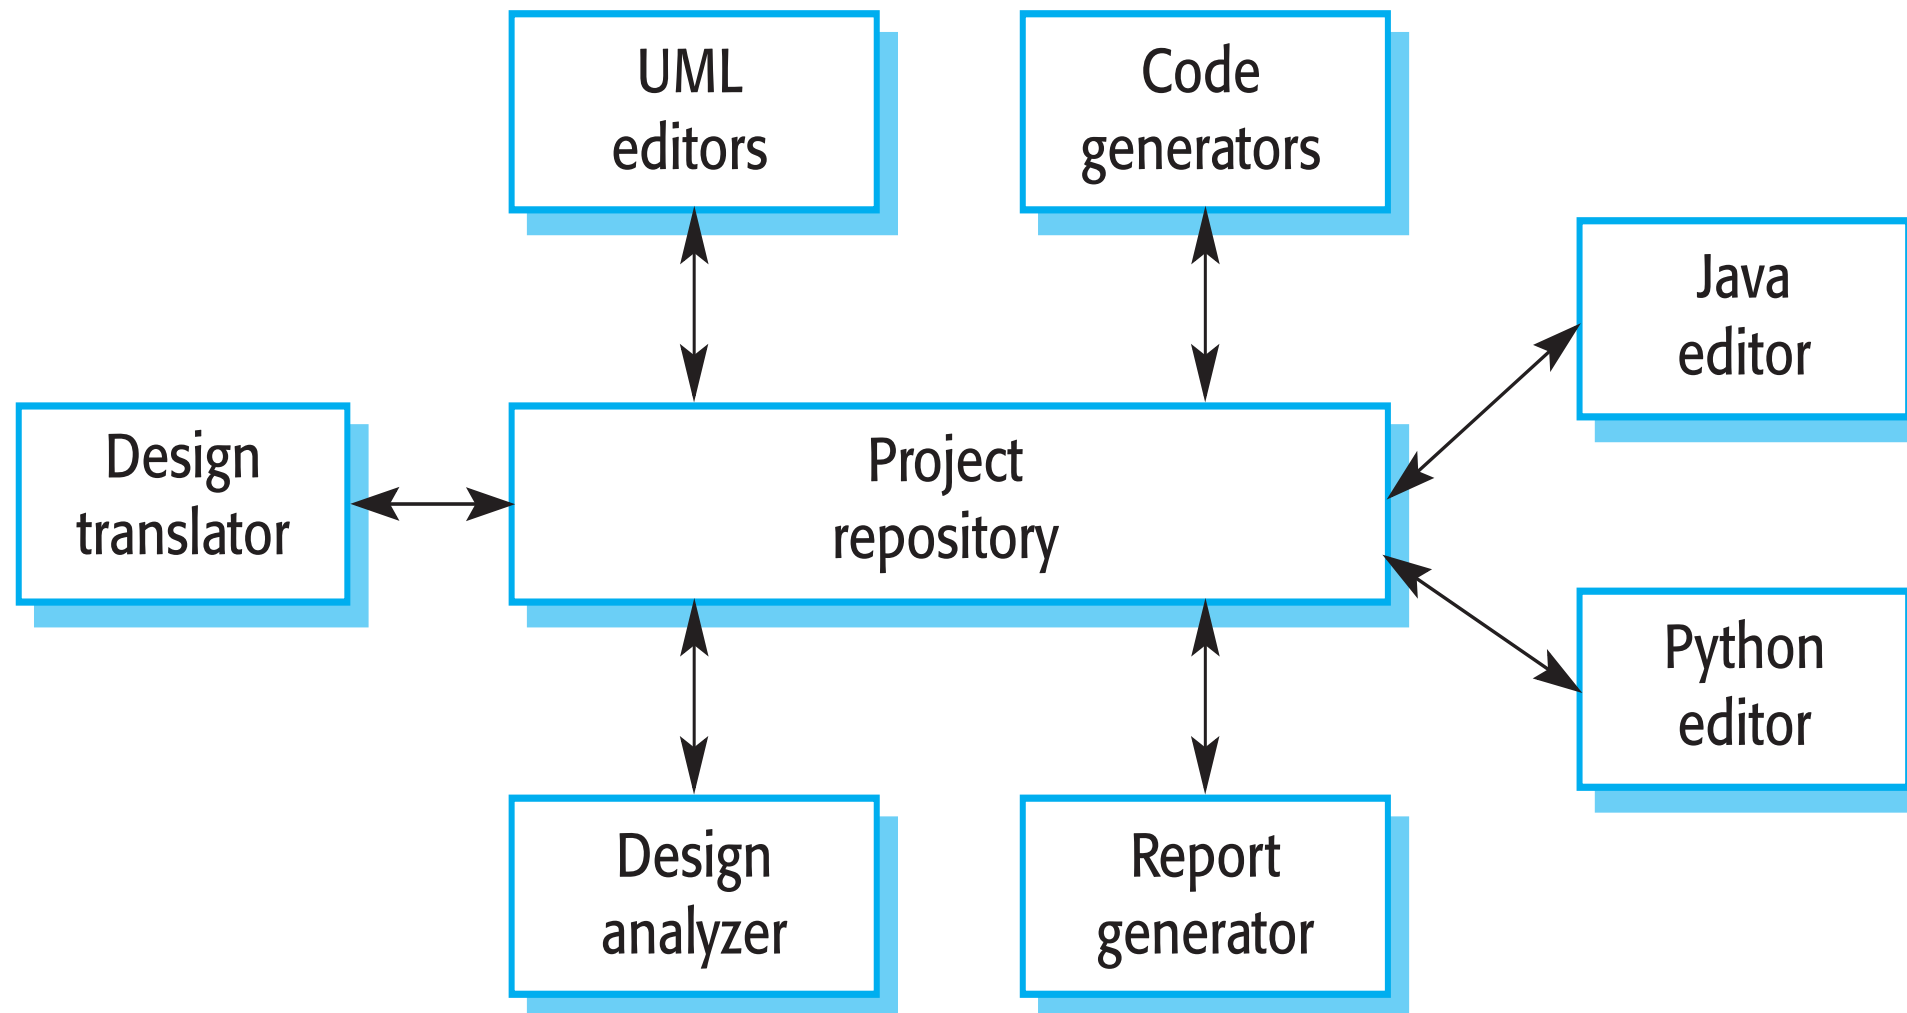 UML
editors
Code
generators
Java
editor
Design
translator
Project
repository
Python
editor
Design
analyzer
Report
generator